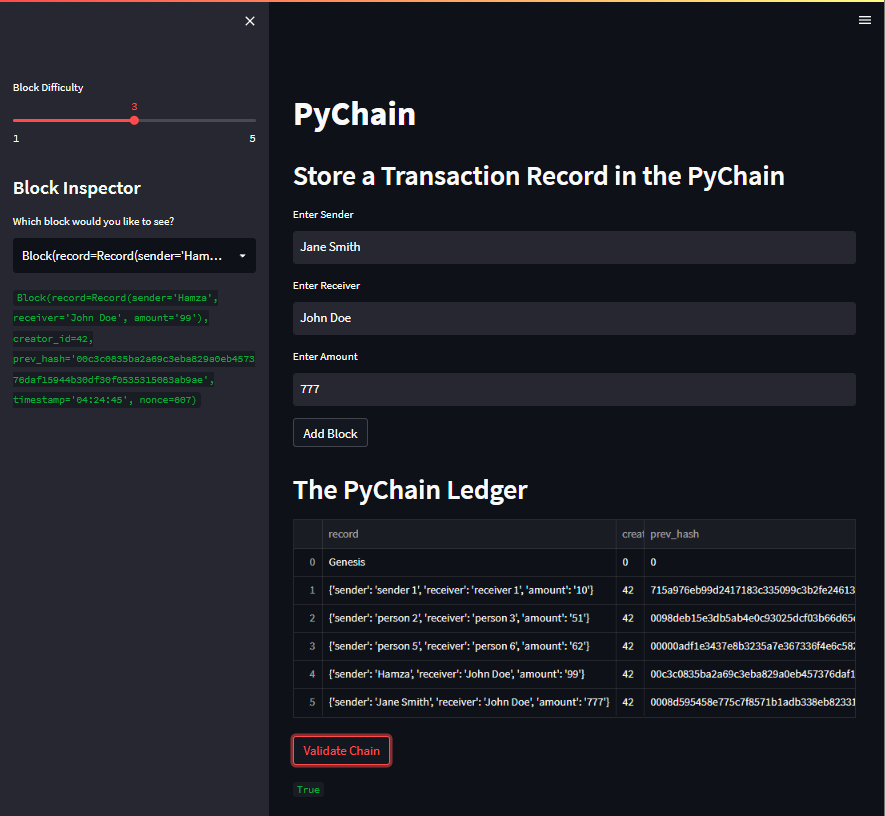 Block Difficulty
3
1 5
Block Inspector
Which block would you like to see?
Block(record=Record(sender='Ham...
Block(record=Record(sender='Hamza',
receiver='John Doe', amount='99'),
creator_id=42,
prev_hash='00c3c0835ba2a69c3eba829a0eb4573
76daf15944b30df30f0535315083ab9ae',
timestamp='04:24:45', nonce=607)
PyChain
Store a Transaction Record in the PyChain
Enter Sender
Jane Smith
Enter Receiver
John Doe
Enter Amount
777
Add Block
The PyChain Ledger
record creat prev_hash
0 Genesis 0 0
1 {'sender': 'sender 1', 'receiver': 'receiver 1', 'amount': '10'} 42 715a976eb99d2417183c335099c3b2fe24613
2 {'sender': 'person 2', 'receiver': 'person 3', 'amount': '51'} 42 0098deb15e3db5ab4e0c93025dcf03b66d65
3 {'sender': 'person 5', 'receiver': 'person 6', 'amount': '62'} 42 00000adf1e3437e8b3235a7e367336f4e6c582
4 {'sender': 'Hamza', 'receiver': 'John Doe', 'amount': '99'} 42 00c3c0835ba2a69c3eba829a0eb457376daf1
5 {'sender': 'Jane Smith', 'receiver': 'John Doe', 'amount': '777'} 42 0008d595458e775c7f8571b1adb338eb82331
Validate Chain
True